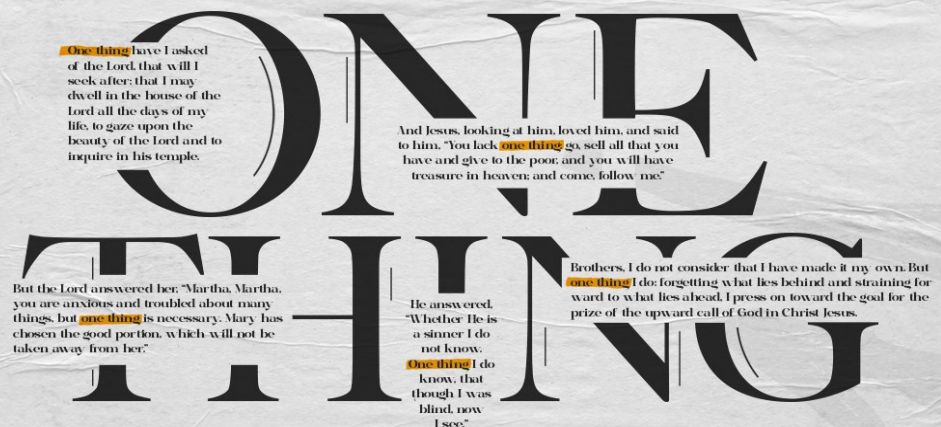 ONE
One thing have I asked
of the Lord, that will I
seek after: that I may
dwell in the house of the
Lord all the days of my
life, to gaze upon the
beauty of the Lord and to
inquire in his temple.
And Jesus, looking at him, loved him, and said
to him, "You lack one thing: go, sell all that you
have and give to the poor, and you will have
treasure in heaven; and come, follow me."
THING
But the Lord answered her, "Martha, Martha,
you are anxious and troubled about many
things, but one thing is necessary. Mary has
chosen the good portion, which will not be
taken away from her."
He answered,
"Whether He is
a sinner I do
not know.
One thing I do
know, that
though I was
blind, now
I see."
Brothers, I do not consider that I have made it my own. But
one thing I do: forgetting what lies behind and straining for
ward to what lies ahead, I press on toward the goal for the
prize of the upward call of God in Christ Jesus.